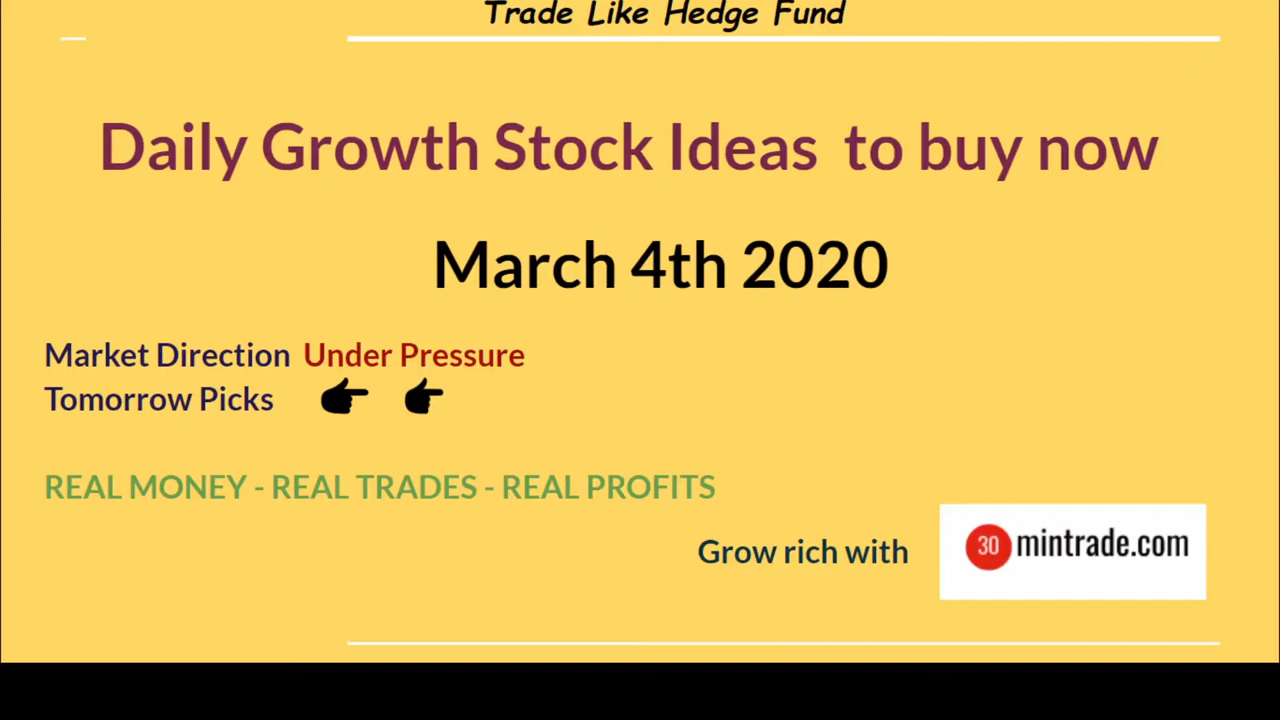 Trade Like Hedge Fund
Daily Growth Stock Ideas to buy now
March 4th 2020
Market Direction Under Pressure
Tomorrow Picks
REAL MONEY - REAL TRADES - REAL PROFITS
Grow rich with 30 mintrade.com